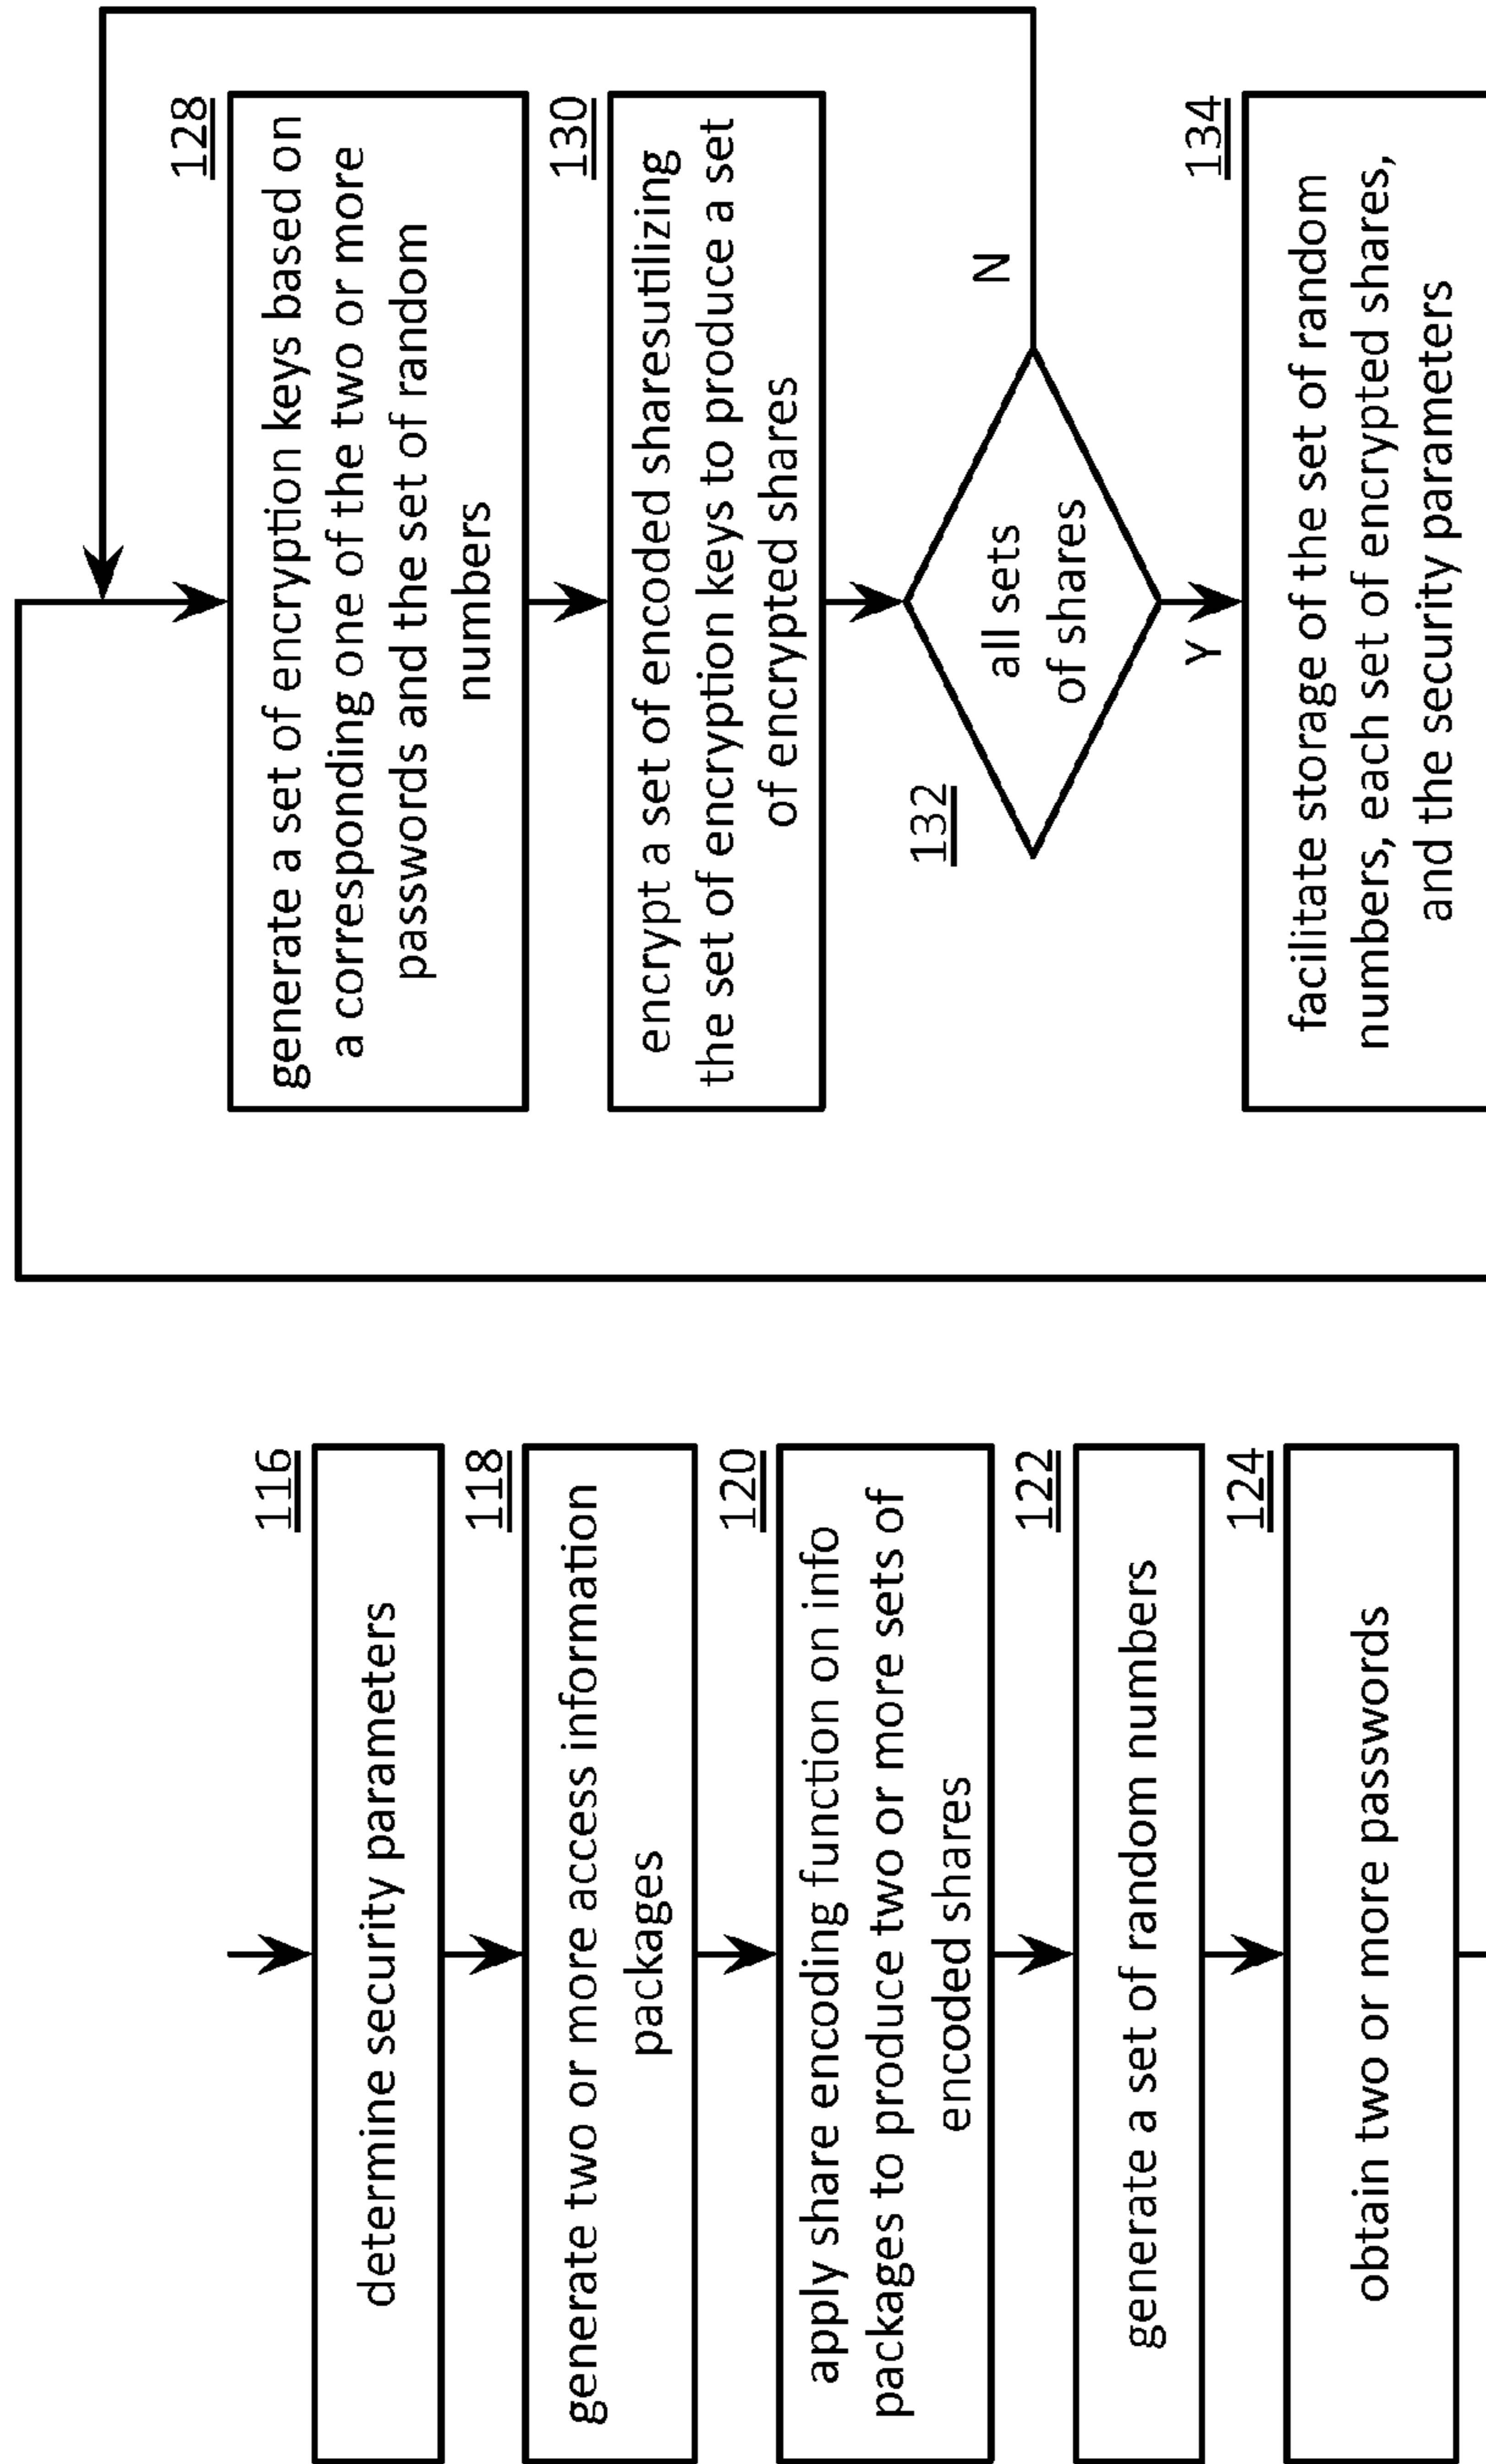 116
determine security parameters
118
generate two or more access information
packages
120
apply share encoding function on info
packages to produce two or more sets of
encoded shares
122
generate a set of random numbers
124
obtain two or more passwords
128
generate a set of encryption keys based on
a corresponding one of the two or more
passwords and the set of random
numbers
130
encrypt a set of encoded sharesutilizing
the set of encryption keys to produce a set
of encrypted shares
132
all sets
of shares
N
Y
134
facilitate storage of the set of random
numbers, each set of encrypted shares,
and the security parameters